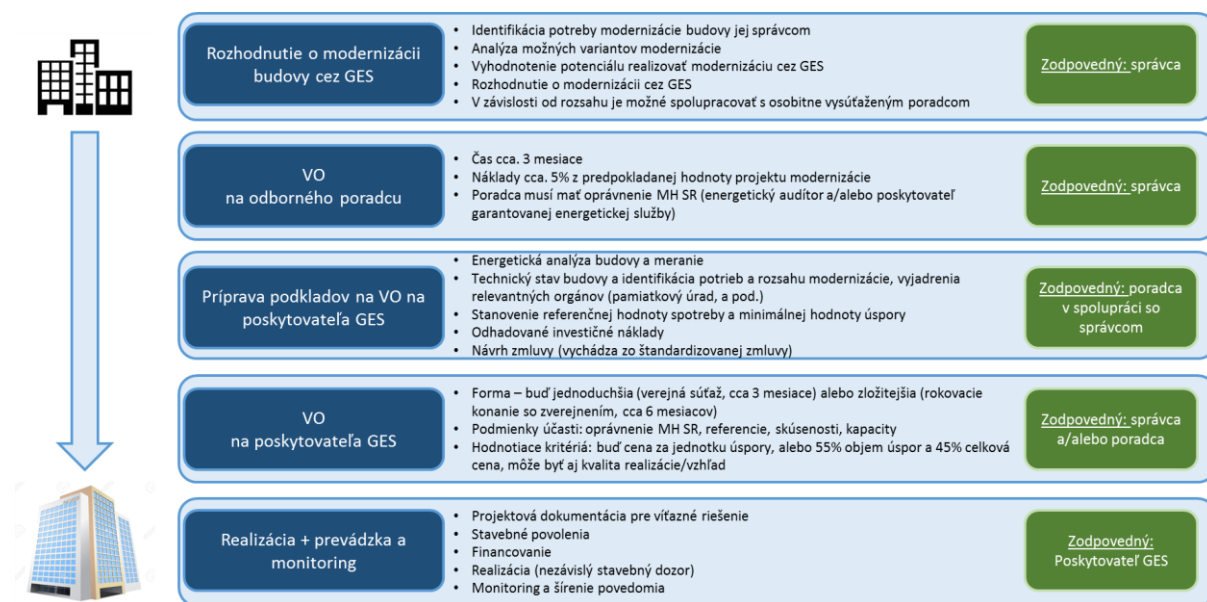 Rozhodnutie o modernizácii
budovy cez GES
• Identifikácia potreby modernizácie budovy jej správcom
• Analýza možných variantov modernizácie
• Vyhodnotenie potenciálu realizovať modernizáciu cez GES
• Rozhodnutie o modernizácii cez GES
• V závislosti od rozsahu je možné spolupracovať s osobitne vysúťaženým poradcom
Zodpovedný: správca
VO
na odborného poradcu
• Čas cca. 3 mesiace
• Náklady cca. 5% z predpokladanej hodnoty projektu modernizácie
• Poradca musí mať oprávnenie MH SR (energetický audítor a/alebo poskytovateľ
garantovanej energetickej služby)
Zodpovedný: správca
Príprava podkladov na VO na
poskytovateľa GES
• Energetická analýza budovy a meranie
• Technický stav budovy a identifikácia potrieb a rozsahu modernizácie, vyjadrenia
relevantných orgánov (pamiatkový úrad, a pod.)
• Stanovenie referenčnej hodnoty spotreby a minimálnej hodnoty úspory
• Odhadované investičné náklady
• Návrh zmluvy (vychádza zo štandardizovanej zmluvy)
Zodpovedný: poradca
v spolupráci so
správcom
VO
na poskytovateľa GES
• Forma – buď jednoduchšia (verejná súťaž, cca 3 mesiace) alebo zložitejšia (rokovacie
konanie so zverejnením, cca 6 mesiacov)
• Podmienky účasti: oprávnenie MH SR, referencie, skúsenosti, kapacity
• Hodnotiace kritériá: buď cena za jednotku úspory, alebo 55% objem úspor a 45% celková
cena, môže byť aj kvalita realizácie/vzhľad
Zodpovedný: správca
a/alebo poradca
Realizácia + prevádzka a
monitoring
• Projektová dokumentácia pre víťazné riešenie
• Stavebné povolenia
• Financovanie
• Realizácia (nezávislý stavebný dozor)
• Monitoring a šírenie povedomia
Zodpovedný:
Poskytovateľ GES